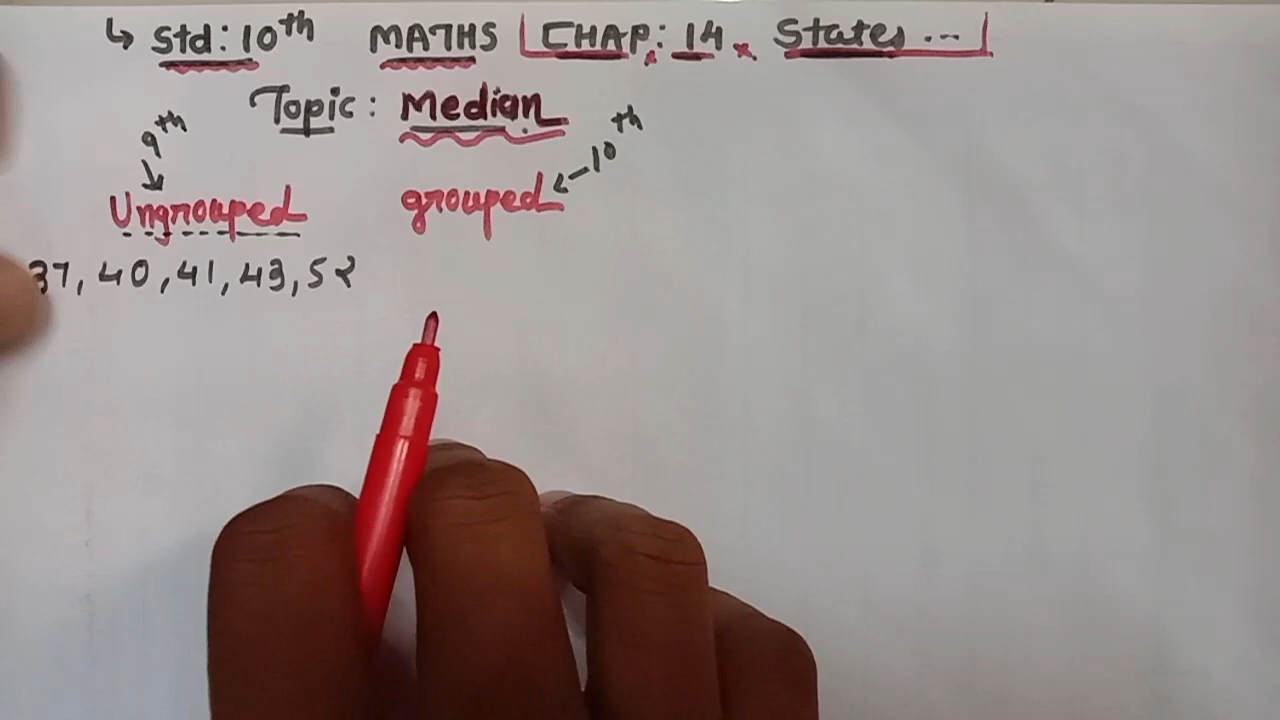 ↳ Std: 10th MATHS CHAP: 14 States ...
Topic: Median
9th 10th
Ungrouped grouped
37, 40, 41, 43, 52